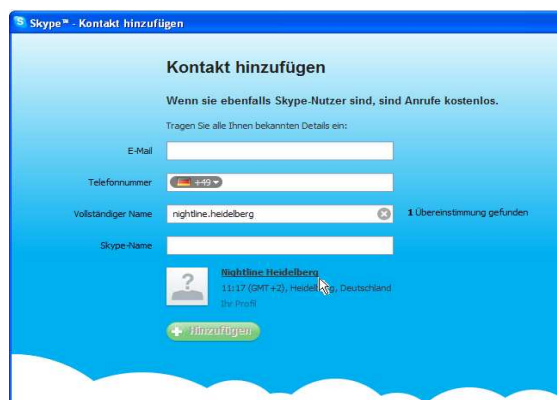 Skype™ - Kontakt hinzufügen
Kontakt hinzufügen
Wenn sie ebenfalls Skype-Nutzer sind, sind Anrufe kostenlos.
Tragen Sie alle Ihnen bekannten Details ein:
E-Mail
Telefonnummer +49
Vollständiger Name nightline.heidelberg 1 Übereinstimmung gefunden
Skype-Name
Nightline Heidelberg
11:17 (GMT+2), Heidelberg, Deutschland
Ihr Profil
Hinzufügen